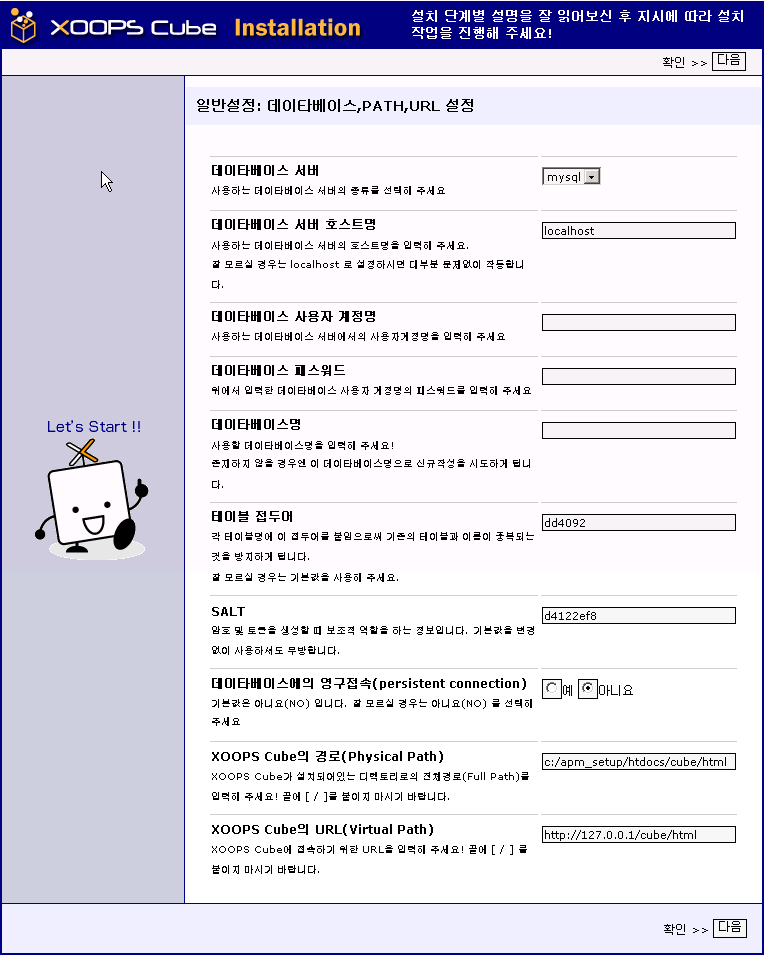 XOOPS Cube Installation
설치 단계별 설명을 잘 읽어보신 후 지시에 따라 설치
작업을 진행해 주세요!
확인 >> 다음
일반설정: 데이타베이스,PATH,URL 설정
데이타베이스 서버
mysql
사용하는 데이타베이스 서버의 종류를 선택해 주세요
데이타베이스 서버 호스트명
localhost
사용하는 데이타베이스 서버의 호스트명을 입력해 주세요.
잘 모르실 경우는 localhost 로 설정하시면 대부분 문제없이 작동합니
다.
데이타베이스 사용자 계정명
사용하는 데이타베이스 서버에서의 사용자계정명을 입력해 주세요
데이타베이스 패스워드
위에서 입력한 데이타베이스 사용자 계정명의 패스워드를 입력해 주세요
데이타베이스명
사용할 데이타베이스명을 입력해 주세요!
존재하지 않을 경우엔 이 데이타베이스명으로 신규작성을 시도하게 됩니
다.
Let's Start !!
테이블 접두어
dd4092
각 테이블명에 이 접두어를 붙임으로써 기존의 테이블과 이름이 중복되는
것을 방지하게 됩니다.
잘 모르실 경우는 기본값을 사용해 주세요.
SALT
d4122ef8
암호 및 토큰을 생성할 때 보조적 역할을 하는 정보입니다. 기본값을 변경
없이 사용하셔도 무방합니다.
데이타베이스에의 영구접속(persistent connection)
예 아니요
기본값은 아니요(NO) 입니다. 잘 모르실 경우는 아니요(NO) 를 선택해
주세요
XOOPS Cube의 경로(Physical Path)
c:/apm_setup/htdocs/cube/html
XOOPS Cube가 설치되어있는 디렉토리로의 전체경로(Full Path)를
입력해 주세요! 끝에 [ / ]를 붙이지 마시기 바랍니다.
XOOPS Cube의 URL(Virtual Path)
http://127.0.0.1/cube/html
XOOPS Cube에 접속하기 위한 URL을 입력해 주세요! 끝에 [ / ] 를
붙이지 마시기 바랍니다.
확인 >> 다음